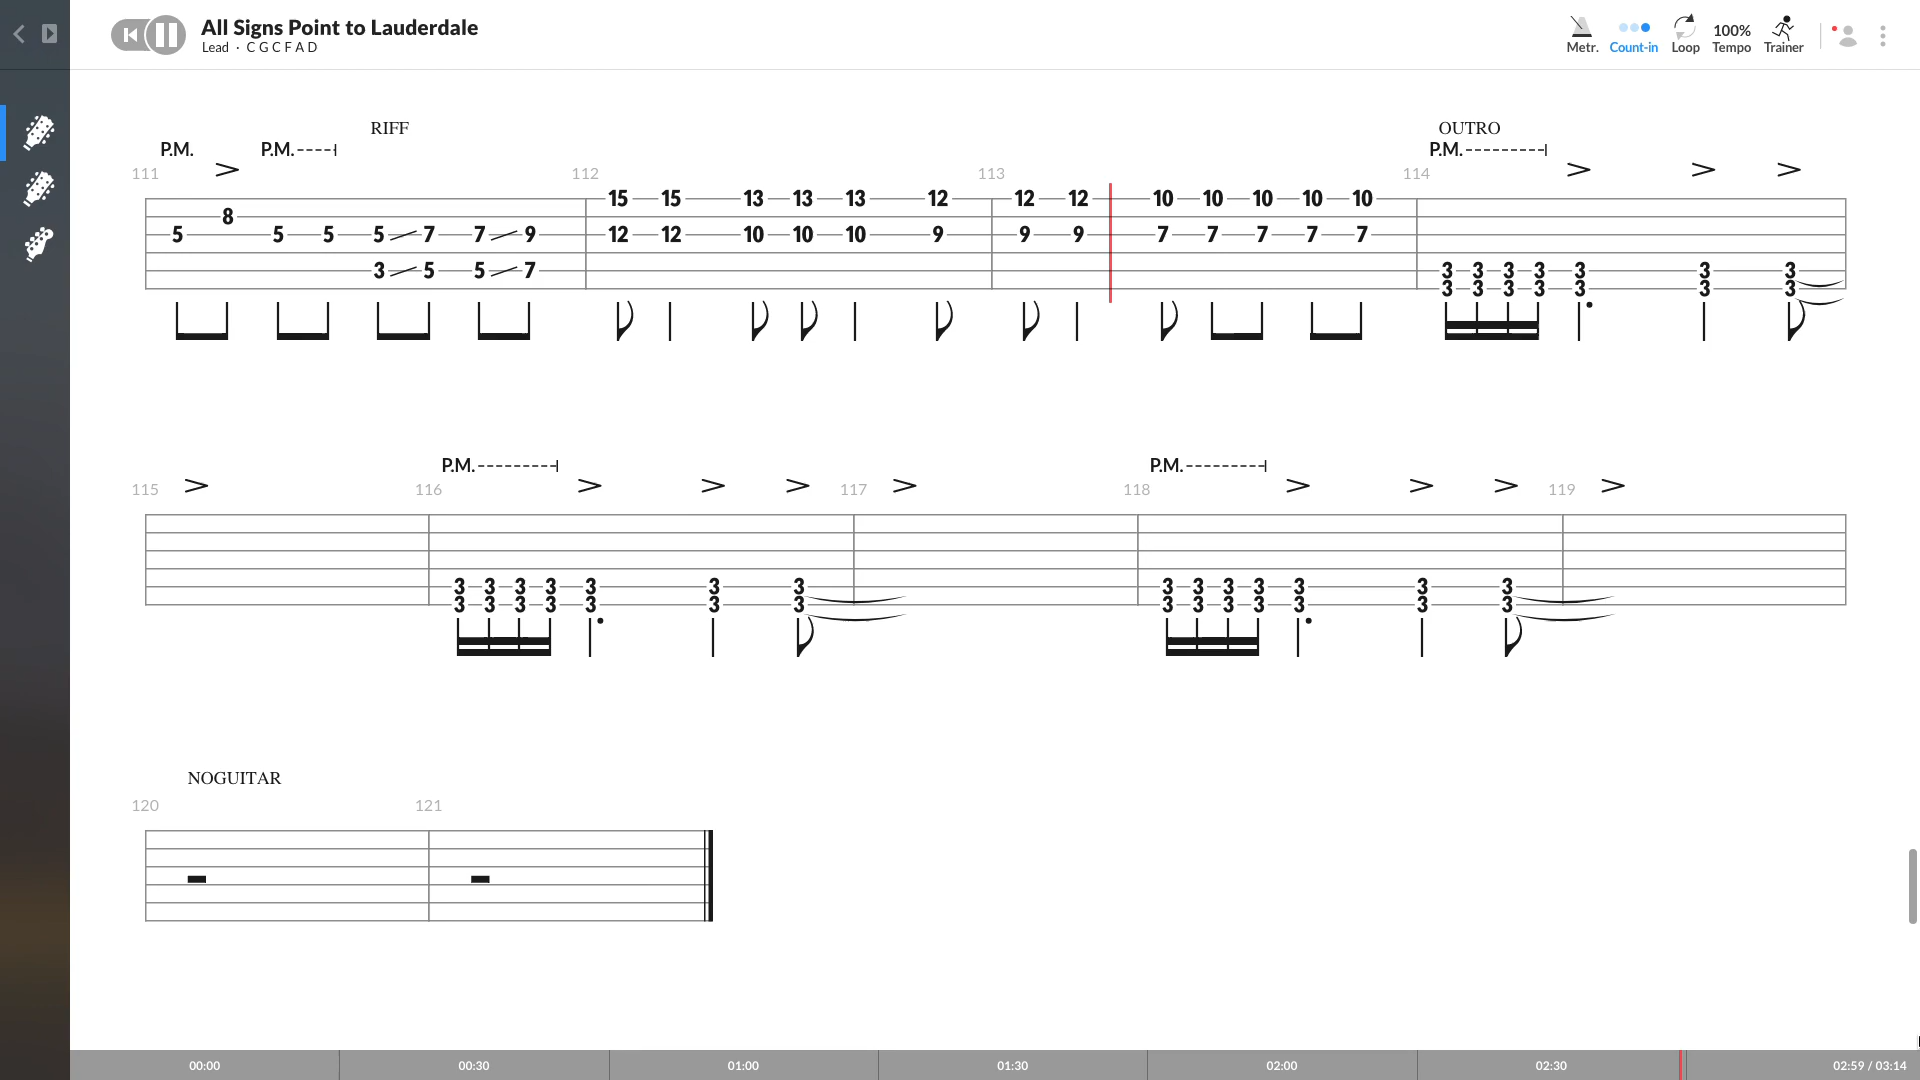 All Signs Point to Lauderdale
Lead · C G C F A D
Metr.
Count-in
Loop
100%
Tempo
Trainer
RIFF
OUTRO
P.M. P.M.----| P.M.---------|
111 > 112 113 114 > > >
15 15 13 13 13 12 12 12 10 10 10 10 10
8
5 5 5 5 7 7 9 12 12 10 10 10 9 9 9 7 7 7 7 7
3 5 5 7 3 3 3 3 3 3 3
3 3 3 3 3 3 3
P.M.---------| P.M.---------|
115 > 116 > > > 117 > 118 > > > 119 >
3 3 3 3 3 3 3 3 3 3 3 3 3 3
3 3 3 3 3 3 3 3 3 3 3 3 3 3
NOGUITAR
120 121
00:00 00:30 01:00 01:30 02:00 02:30 02:59 / 03:14